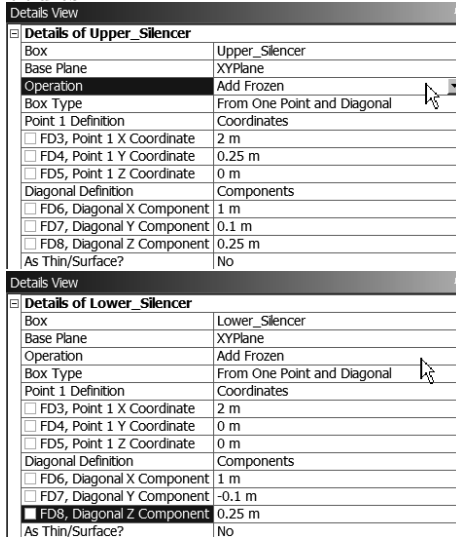 Details View
Details of Upper_Silencer
Box Upper_Silencer
Base Plane XYPlane
Operation Add Frozen
Box Type From One Point and Diagonal
Point 1 Definition Coordinates
FD3, Point 1 X Coordinate 2 m
FD4, Point 1 Y Coordinate 0.25 m
FD5, Point 1 Z Coordinate 0 m
Diagonal Definition Components
FD6, Diagonal X Component 1 m
FD7, Diagonal Y Component 0.1 m
FD8, Diagonal Z Component 0.25 m
As Thin/Surface? No
Details View
Details of Lower_Silencer
Box Lower_Silencer
Base Plane XYPlane
Operation Add Frozen
Box Type From One Point and Diagonal
Point 1 Definition Coordinates
FD3, Point 1 X Coordinate 2 m
FD4, Point 1 Y Coordinate 0 m
FD5, Point 1 Z Coordinate 0 m
Diagonal Definition Components
FD6, Diagonal X Component 1 m
FD7, Diagonal Y Component -0.1 m
FD8, Diagonal Z Component 0.25 m
As Thin/Surface? No